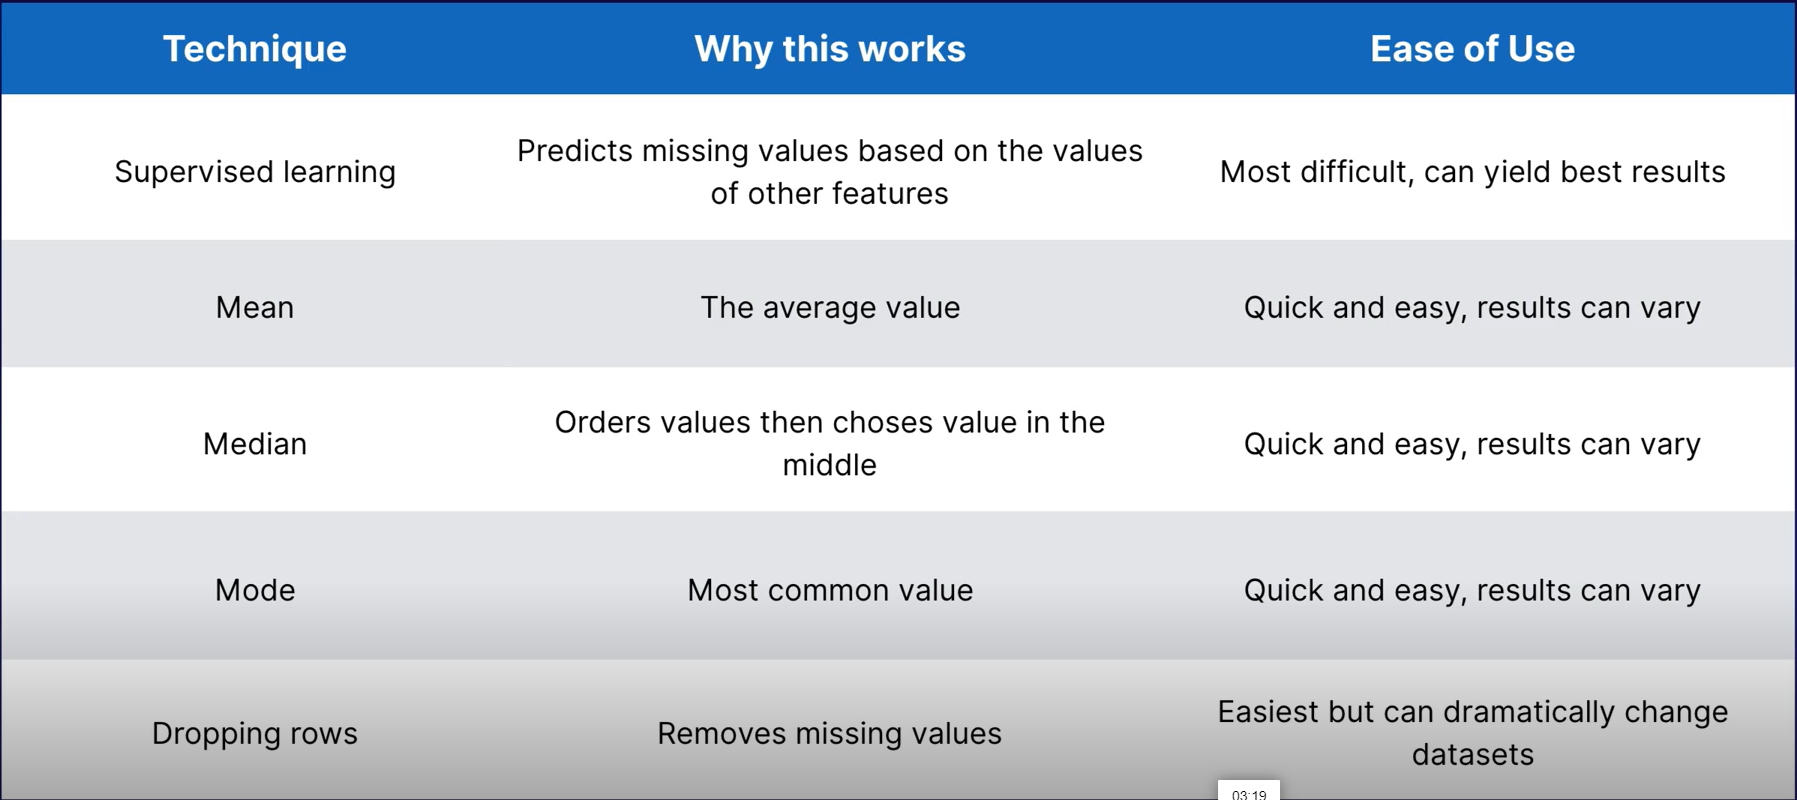 Technique Why this works Ease of Use
Supervised learning
Predicts missing values based on the values
of other features
Most difficult, can yield best results
Mean The average value Quick and easy, results can vary
Median
Orders values then choses value in the
middle
Quick and easy, results can vary
Mode Most common value Quick and easy, results can vary
Dropping rows Removes missing values
Easiest but can dramatically change
datasets
03:19